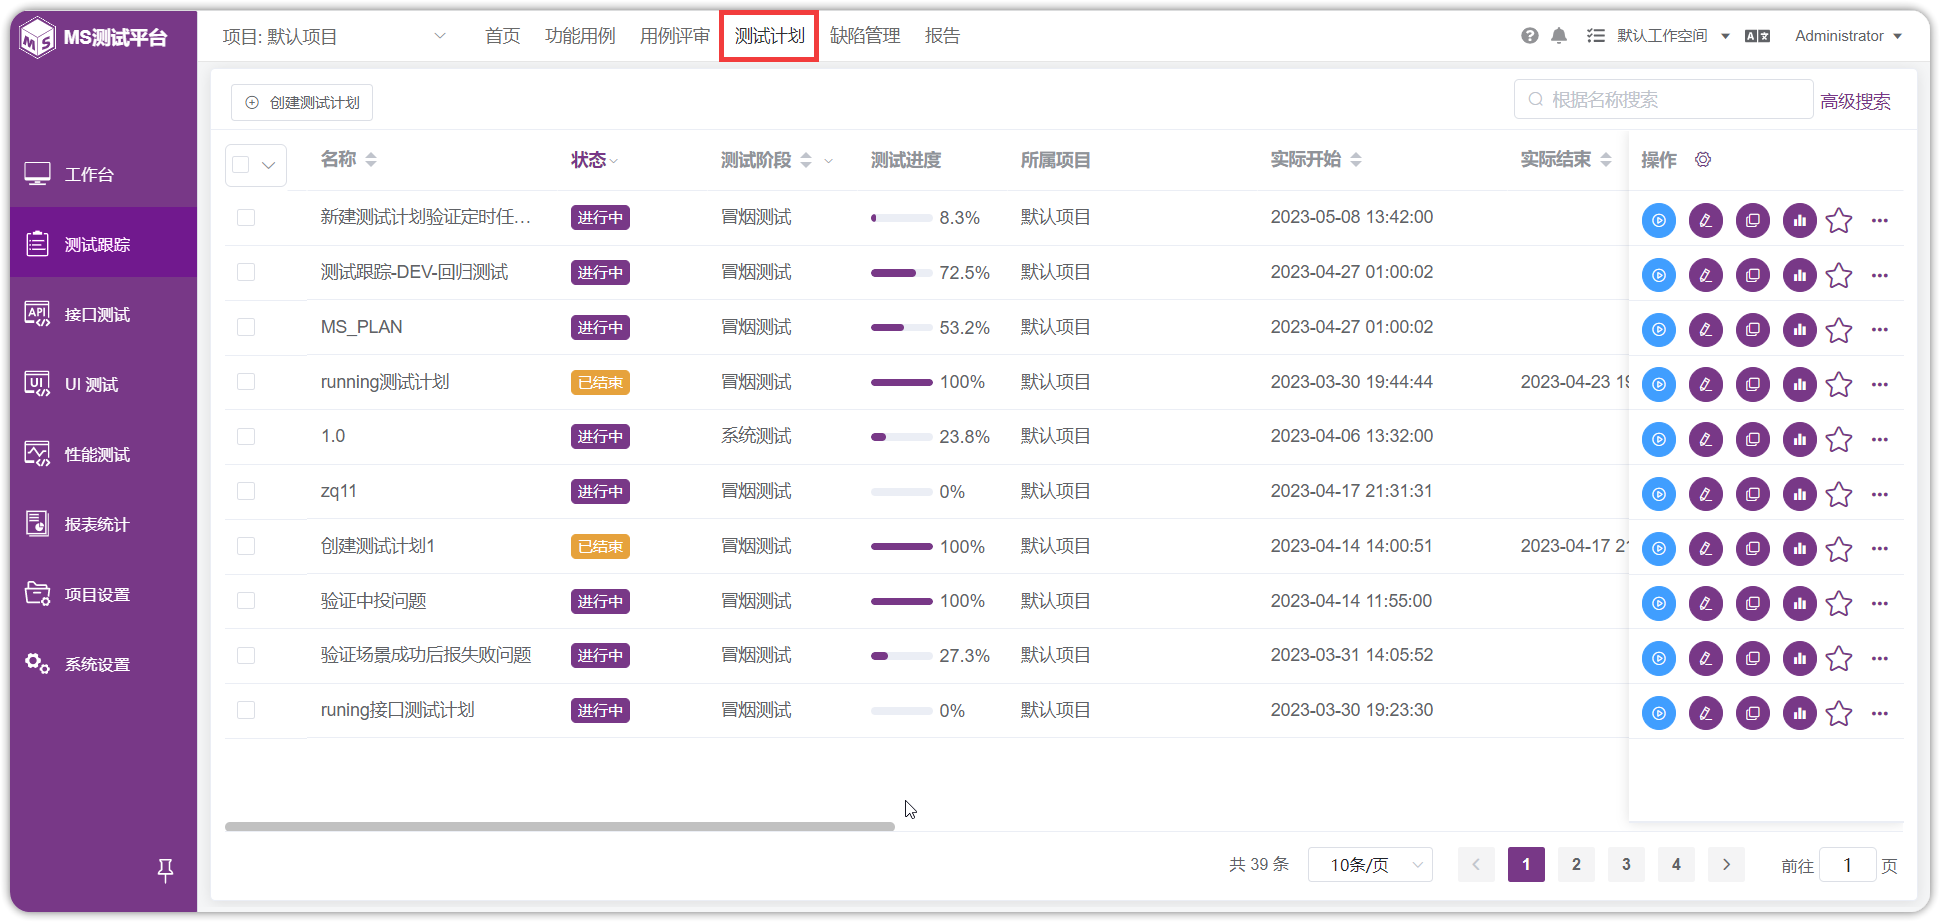 MS测试平台
项目: 默认项目
首页
功能用例
用例评审
测试计划
缺陷管理
报告
默认工作空间
Administrator
工作台
测试跟踪
API
接口测试
UI
UI 测试
性能测试
报表统计
项目设置
系统设置
创建测试计划
根据名称搜索
高级搜索
名称 状态 测试阶段 测试进度 所属项目 实际开始 实际结束 操作
新建测试计划验证定时任... 进行中 冒烟测试 8.3% 默认项目 2023-05-08 13:42:00
测试跟踪-DEV-回归测试 进行中 冒烟测试 72.5% 默认项目 2023-04-27 01:00:02
MS_PLAN 进行中 冒烟测试 53.2% 默认项目 2023-04-27 01:00:02
running测试计划 已结束 冒烟测试 100% 默认项目 2023-03-30 19:44:44 2023-04-23 19
1.0 进行中 系统测试 23.8% 默认项目 2023-04-06 13:32:00
zq11 进行中 冒烟测试 0% 默认项目 2023-04-17 21:31:31
创建测试计划1 已结束 冒烟测试 100% 默认项目 2023-04-14 14:00:51 2023-04-17 21
验证中投问题 进行中 冒烟测试 100% 默认项目 2023-04-14 11:55:00
验证场景成功后报失败问题 进行中 冒烟测试 27.3% 默认项目 2023-03-31 14:05:52
runing接口测试计划 进行中 冒烟测试 0% 默认项目 2023-03-30 19:23:30
共 39 条 10条/页 1 2 3 4 前往 1 页